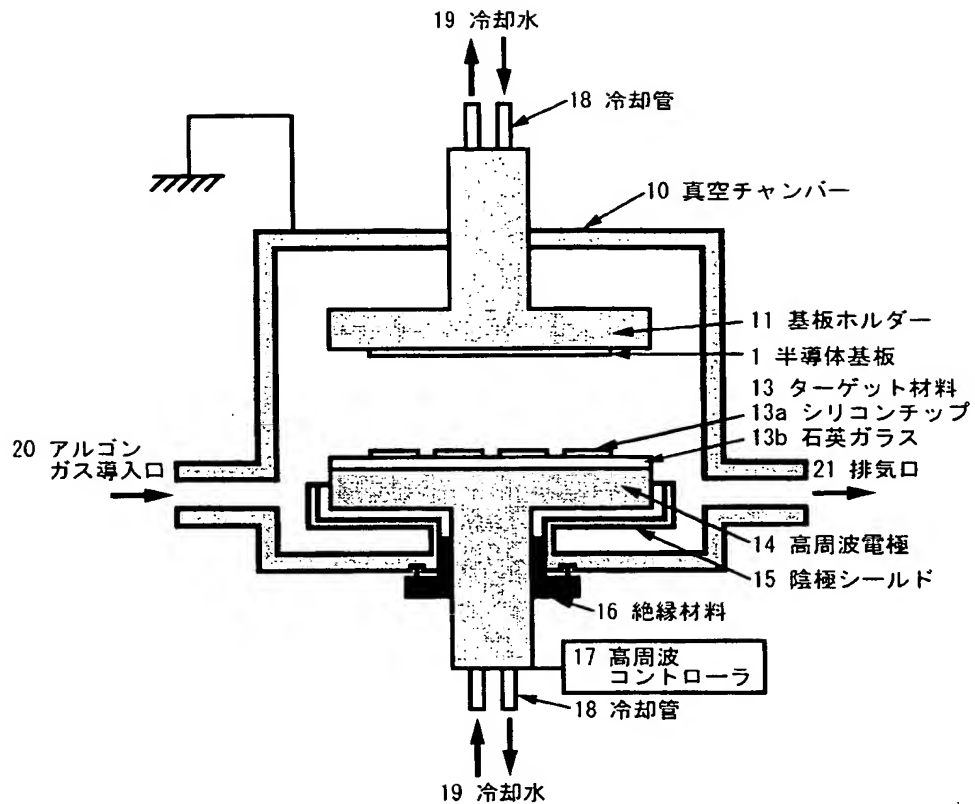 19 冷却水
18 冷却管
10 真空チャンバー
11 基板ホルダー
1 半導体基板
13 ターゲット材料
13a シリコンチップ
13b 石英ガラス
20 アルゴン
ガス導入口
21 排気口
14 高周波電極
15 陰極シールド
16 絶縁材料
17 高周波
コントローラ
18 冷却管
19 冷却水